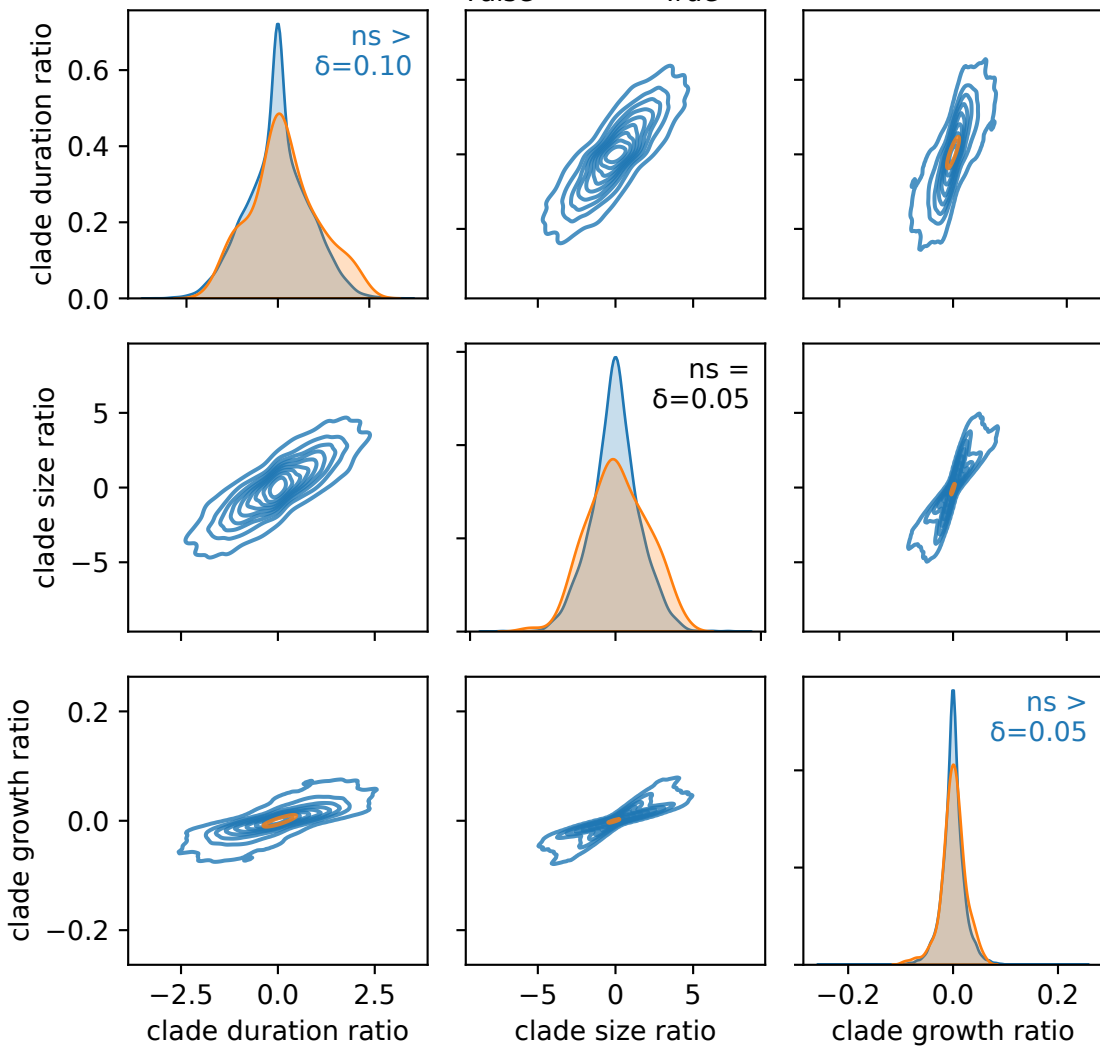 clade duration ratio
0.6
0.4
0.2
0.0
ns >
δ=0.10
clade size ratio
5
0
−5
ns =
δ=0.05
clade growth ratio
0.2
0.0
−0.2
ns >
δ=0.05
−2.5 0.0 2.5
−5 0 5
−0.2 0.0 0.2
clade duration ratio
clade size ratio
clade growth ratio